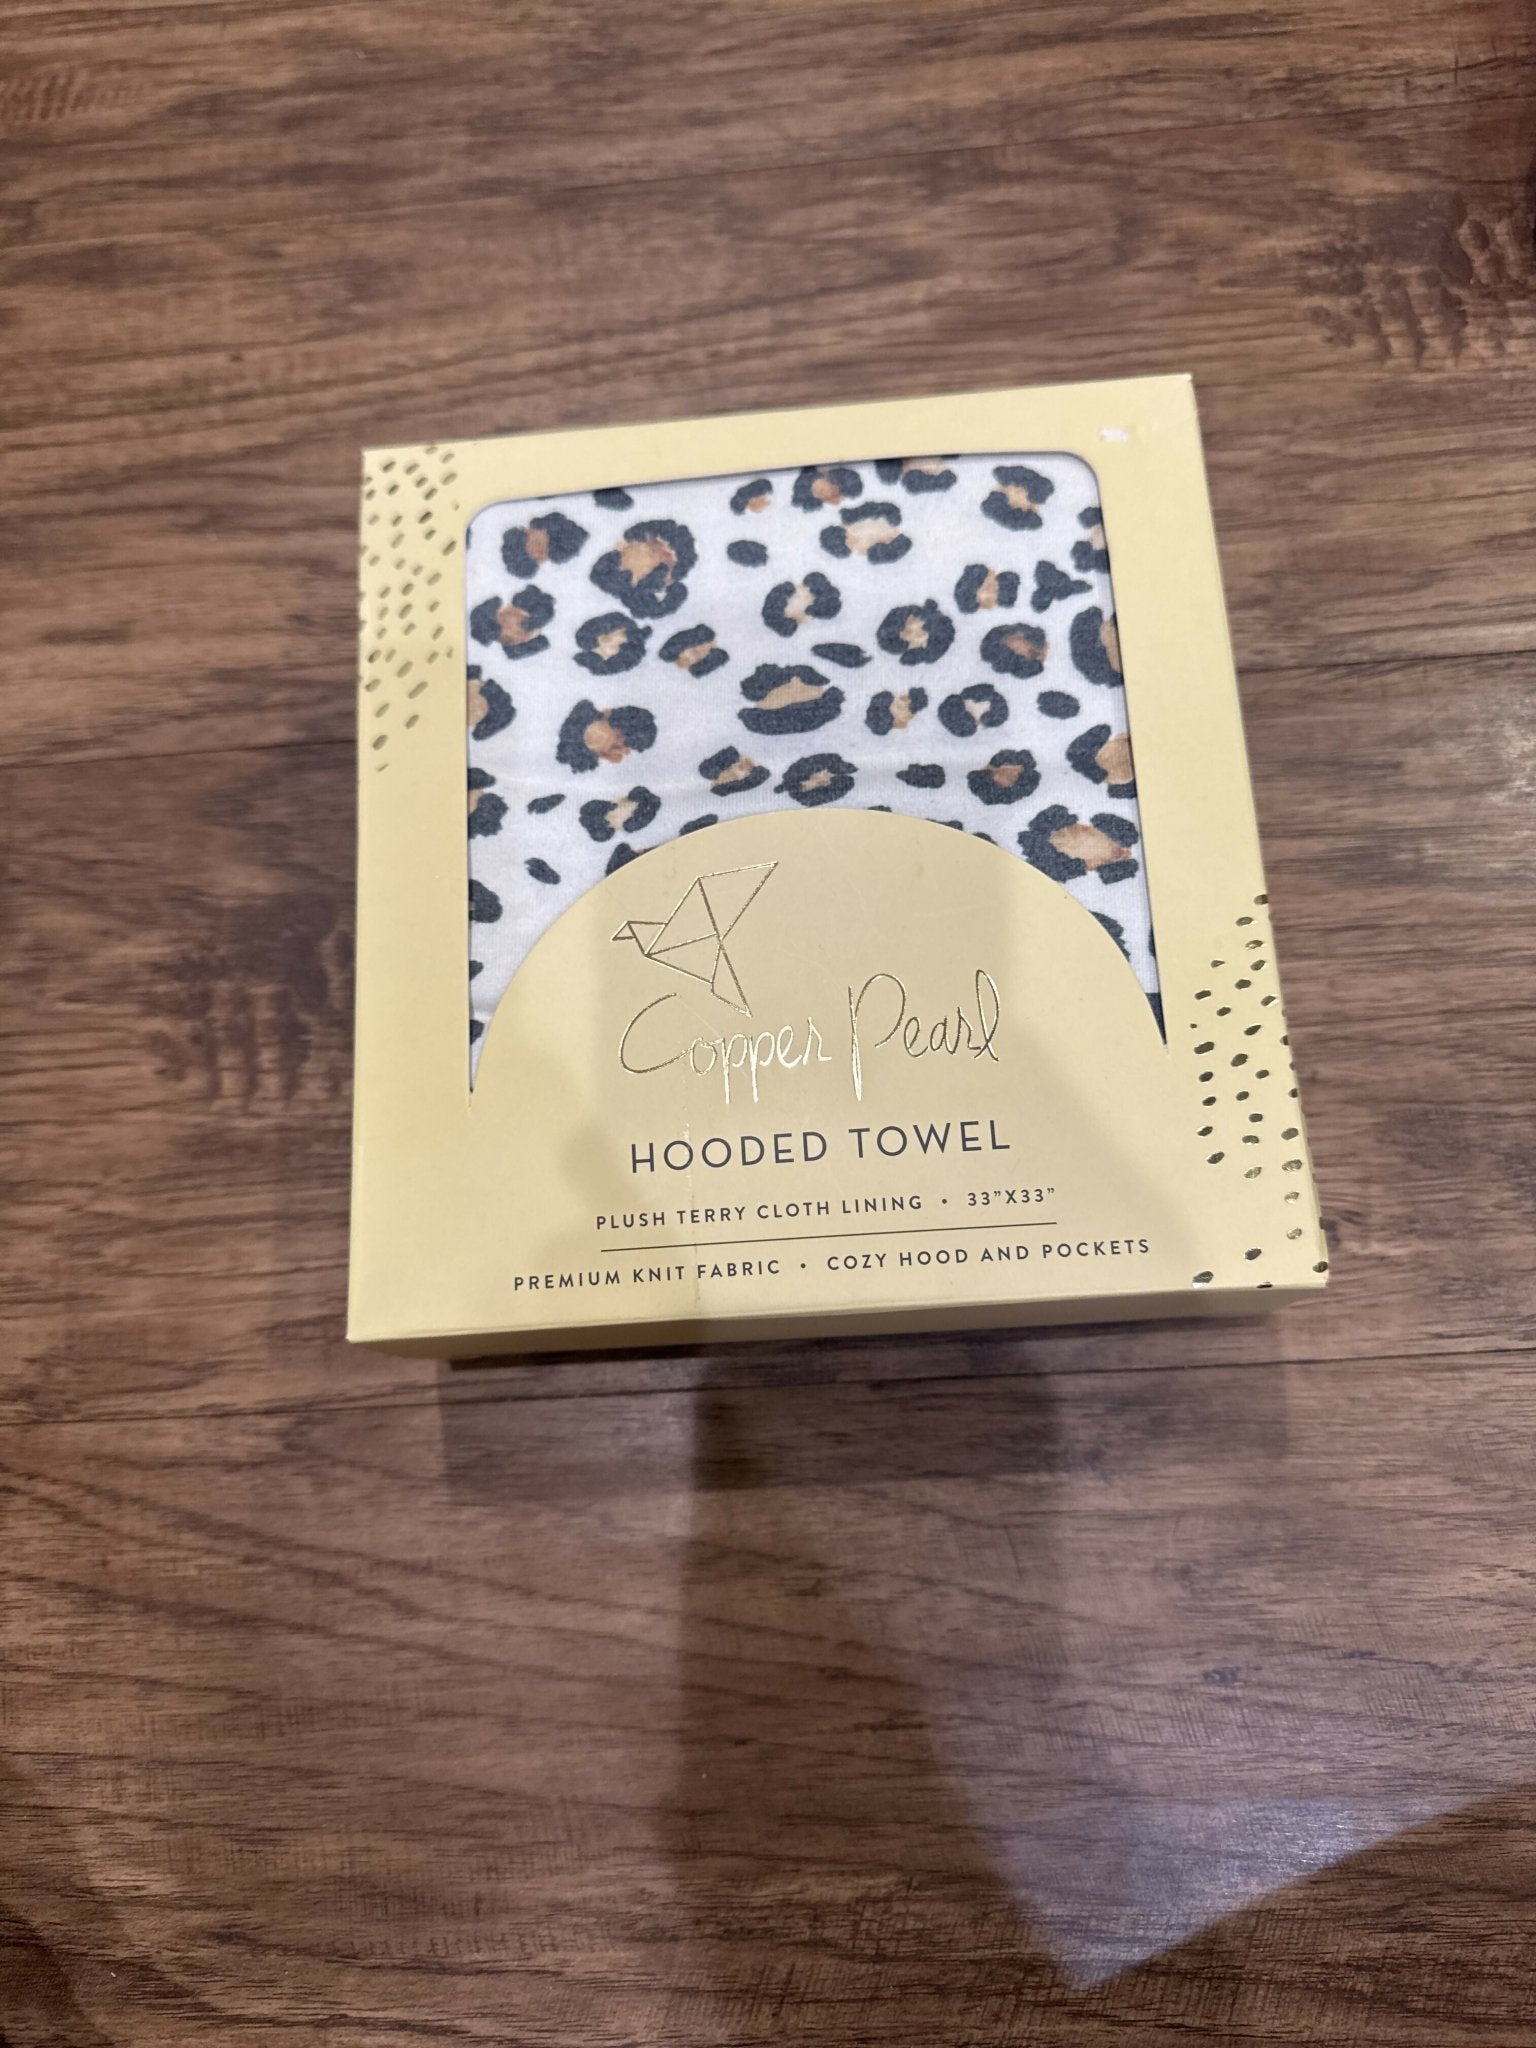 Copper Pearl
HOODED TOWEL
PLUSH TERRY CLOTH LINING • 33"X33"
PREMIUM KNIT FABRIC • COZY HOOD AND POCKETS